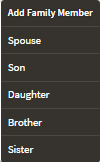 Add Family Member
Spouse
Son
Daughter
Brother
Sister